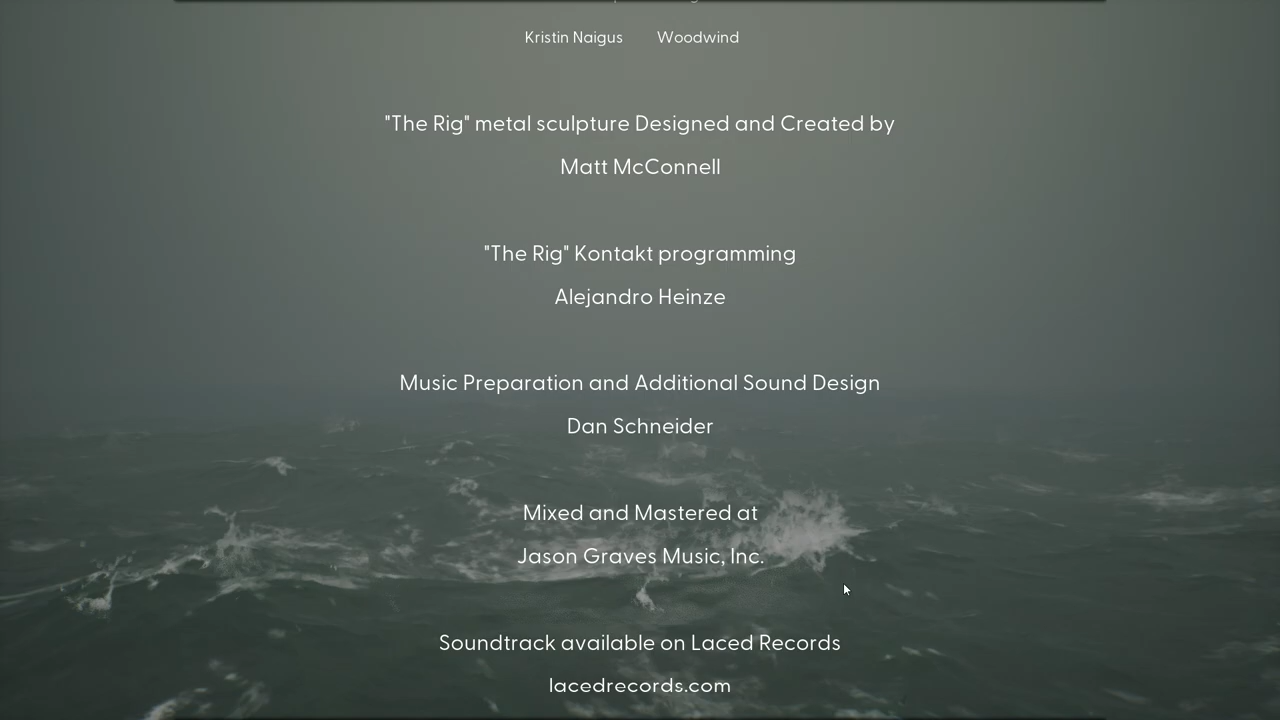 Kristin Naigus Woodwind
"The Rig" metal sculpture Designed and Created by
Matt McConnell
"The Rig" Kontakt programming
Alejandro Heinze
Music Preparation and Additional Sound Design
Dan Schneider
Mixed and Mastered at
Jason Graves Music, Inc.
Soundtrack available on Laced Records
lacedrecords.com